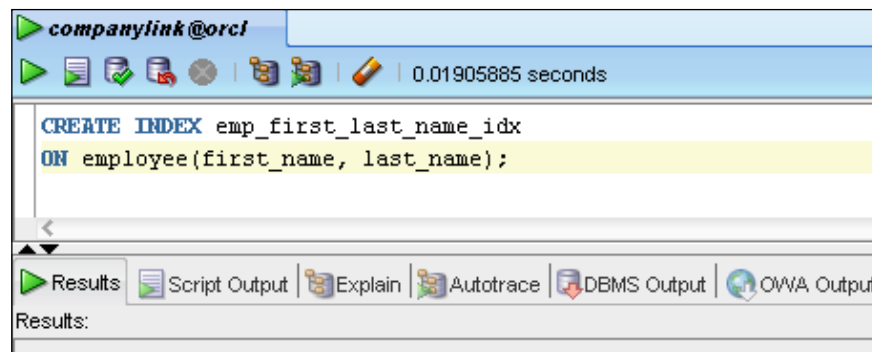 companylink@orcl
0.01905885 seconds
CREATE INDEX emp_first_last_name_idx
ON employee(first_name, last_name);
Results Script Output Explain Autotrace DBMS Output OWA Output
Results: